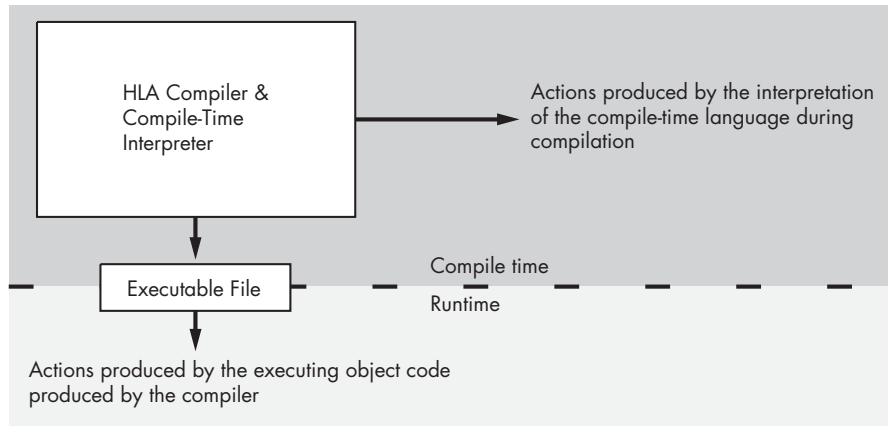 HLA Compiler &
Compile-Time
Interpreter
Actions produced by the interpretation
of the compile-time language during
compilation
Compile time
Executable File
Runtime
Actions produced by the executing object code
produced by the compiler